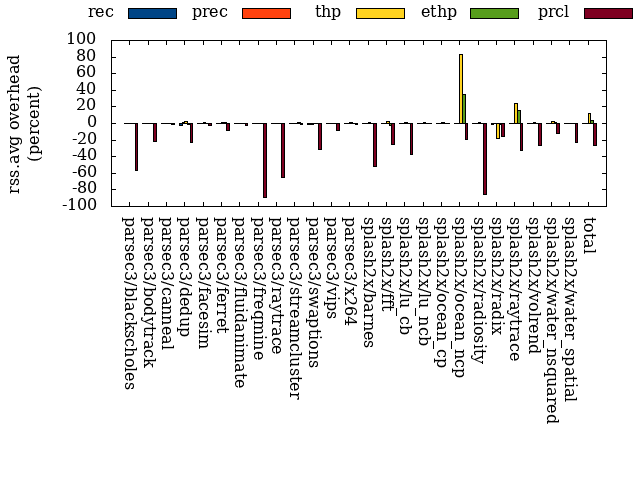 rec prec thp ethp prcl
rss.avg overhead
(percent)
100
80
60
40
20
0
-20
-40
-60
-80
-100
parsec3/blackscholes
parsec3/bodytrack
parsec3/canneal
parsec3/dedup
parsec3/facesim
parsec3/ferret
parsec3/fluidanimate
parsec3/freqmine
parsec3/raytrace
parsec3/streamcluster
parsec3/swaptions
parsec3/vips
parsec3/x264
splash2x/barnes
splash2x/fft
splash2x/lu_cb
splash2x/lu_ncb
splash2x/ocean_cp
splash2x/ocean_ncp
splash2x/radiosity
splash2x/radix
splash2x/raytrace
splash2x/volrend
splash2x/water_nsquared
splash2x/water_spatial
total